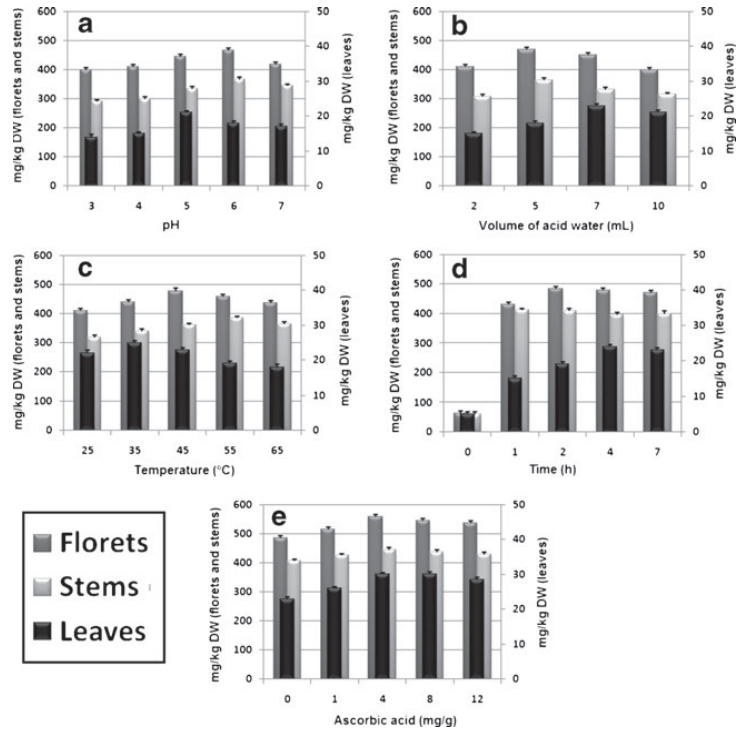 a
600
500
400
300
200
100
0
50
40
30
20
10
0
mg/kg DW (florets and stems)
mg/kg DW (leaves)
3 4 5 6 7
pH
b
600
500
400
300
200
100
0
50
40
30
20
10
0
mg/kg DW (florets and stems)
mg/kg DW (leaves)
2 5 7 10
Volume of acid water (mL)
c
600
500
400
300
200
100
0
50
40
30
20
10
0
mg/kg DW (florets and stems)
mg/kg DW (leaves)
25 35 45 55 65
Temperature (°C)
d
600
500
400
300
200
100
0
50
40
30
20
10
0
mg/kg DW (florets and stems)
mg/kg DW (leaves)
0 1 2 4 7
Time (h)
Florets
Stems
Leaves
e
600
500
400
300
200
100
0
50
40
30
20
10
0
mg/kg DW (florets and stems)
mg/kg DW (leaves)
0 1 4 8 12
Ascorbic acid (mg/g)